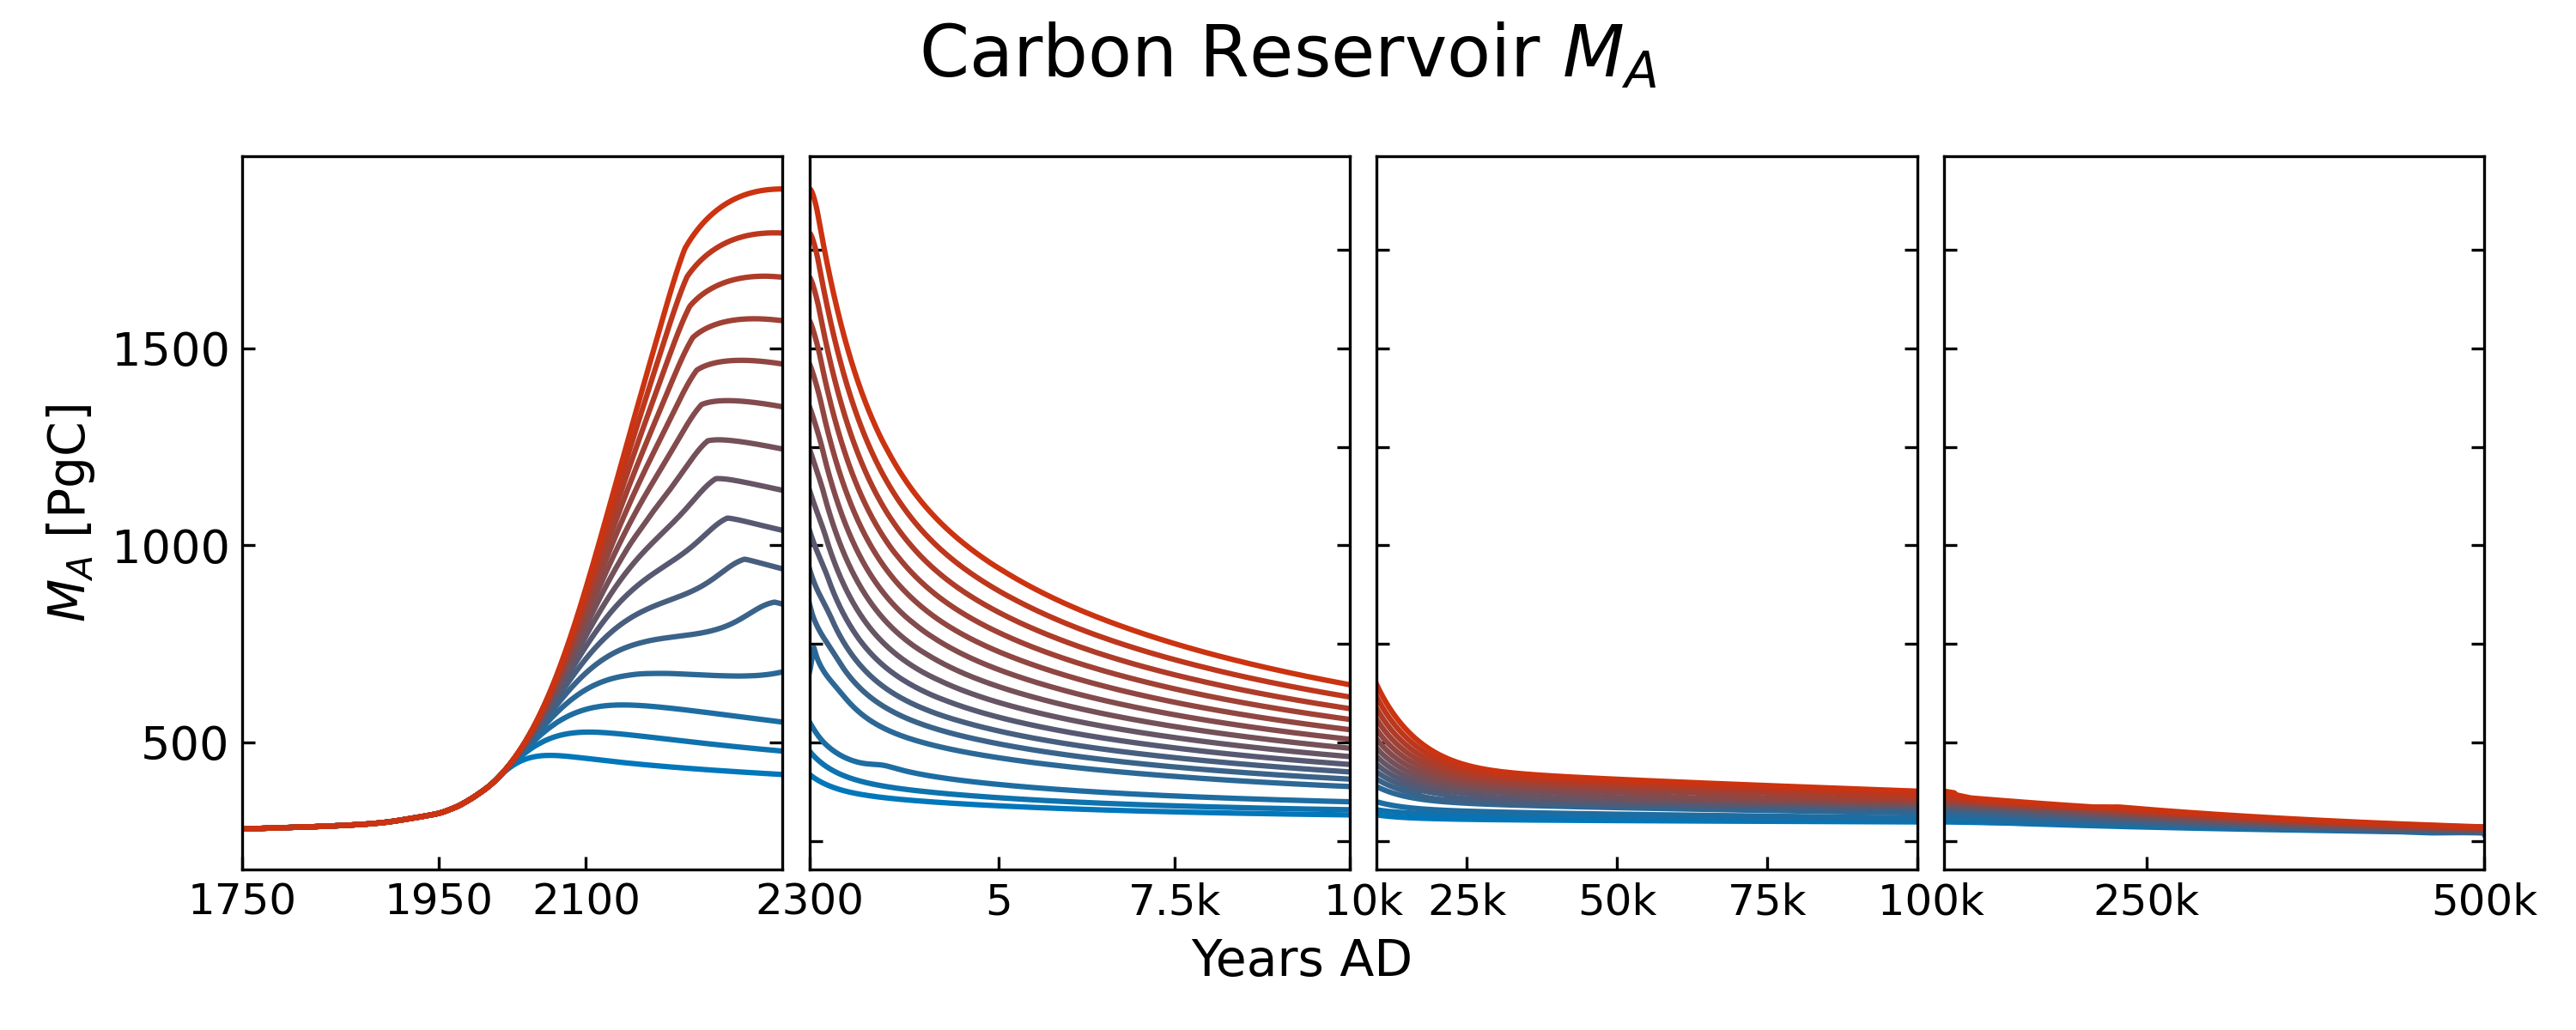 Carbon Reservoir M_A
M_A [PgC]
1500
1000
500
1750 1950 2100 2300 5 7.5k 10k 25k 50k 75k 100k 250k 500k
Years AD